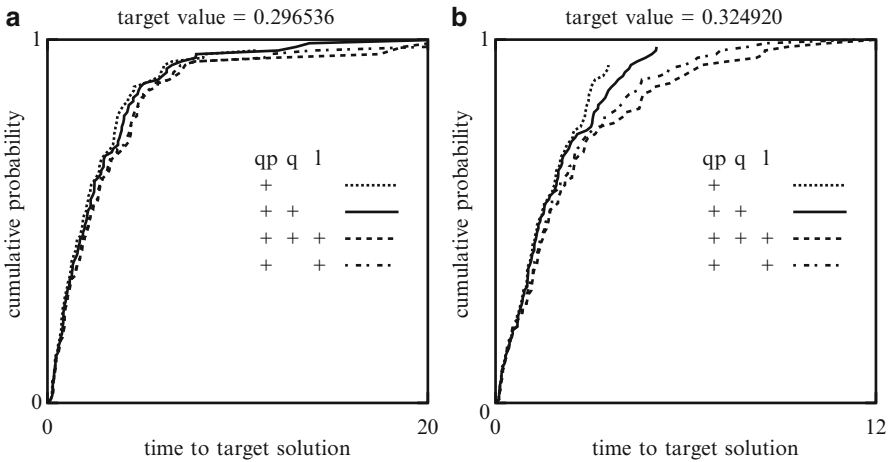 a
target value = 0.296536
1
cumulative probability
qp q l
+
+ +
+ + +
+ +
0
0
20
time to target solution
b
target value = 0.324920
1
cumulative probability
qp q l
+
+ +
+ + +
+ +
0
0
12
time to target solution